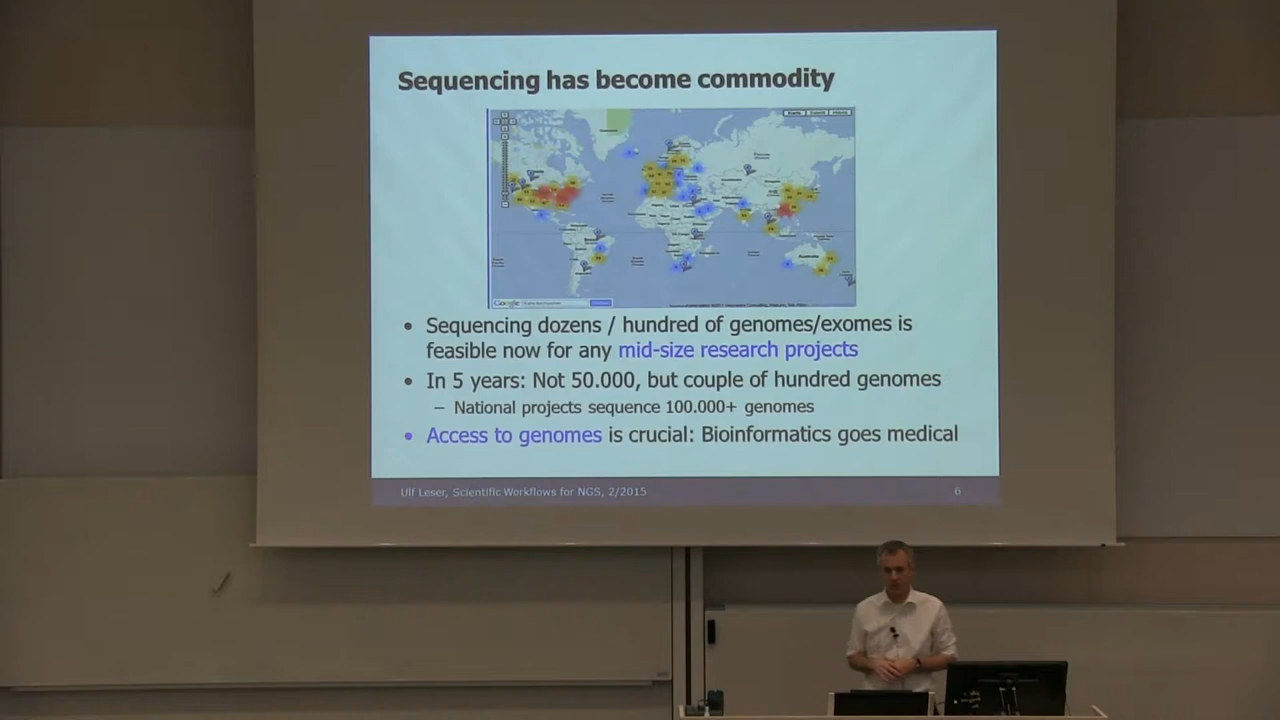 Sequencing has become commodity
Australia
Google
• Sequencing dozens / hundred of genomes/exomes is
feasible now for any mid-size research projects
• In 5 years: Not 50.000, but couple of hundred genomes
– National projects sequence 100.000+ genomes
• Access to genomes is crucial: Bioinformatics goes medical
Ulf Leser, Scientific Workflows for NGS, 2/2015
6